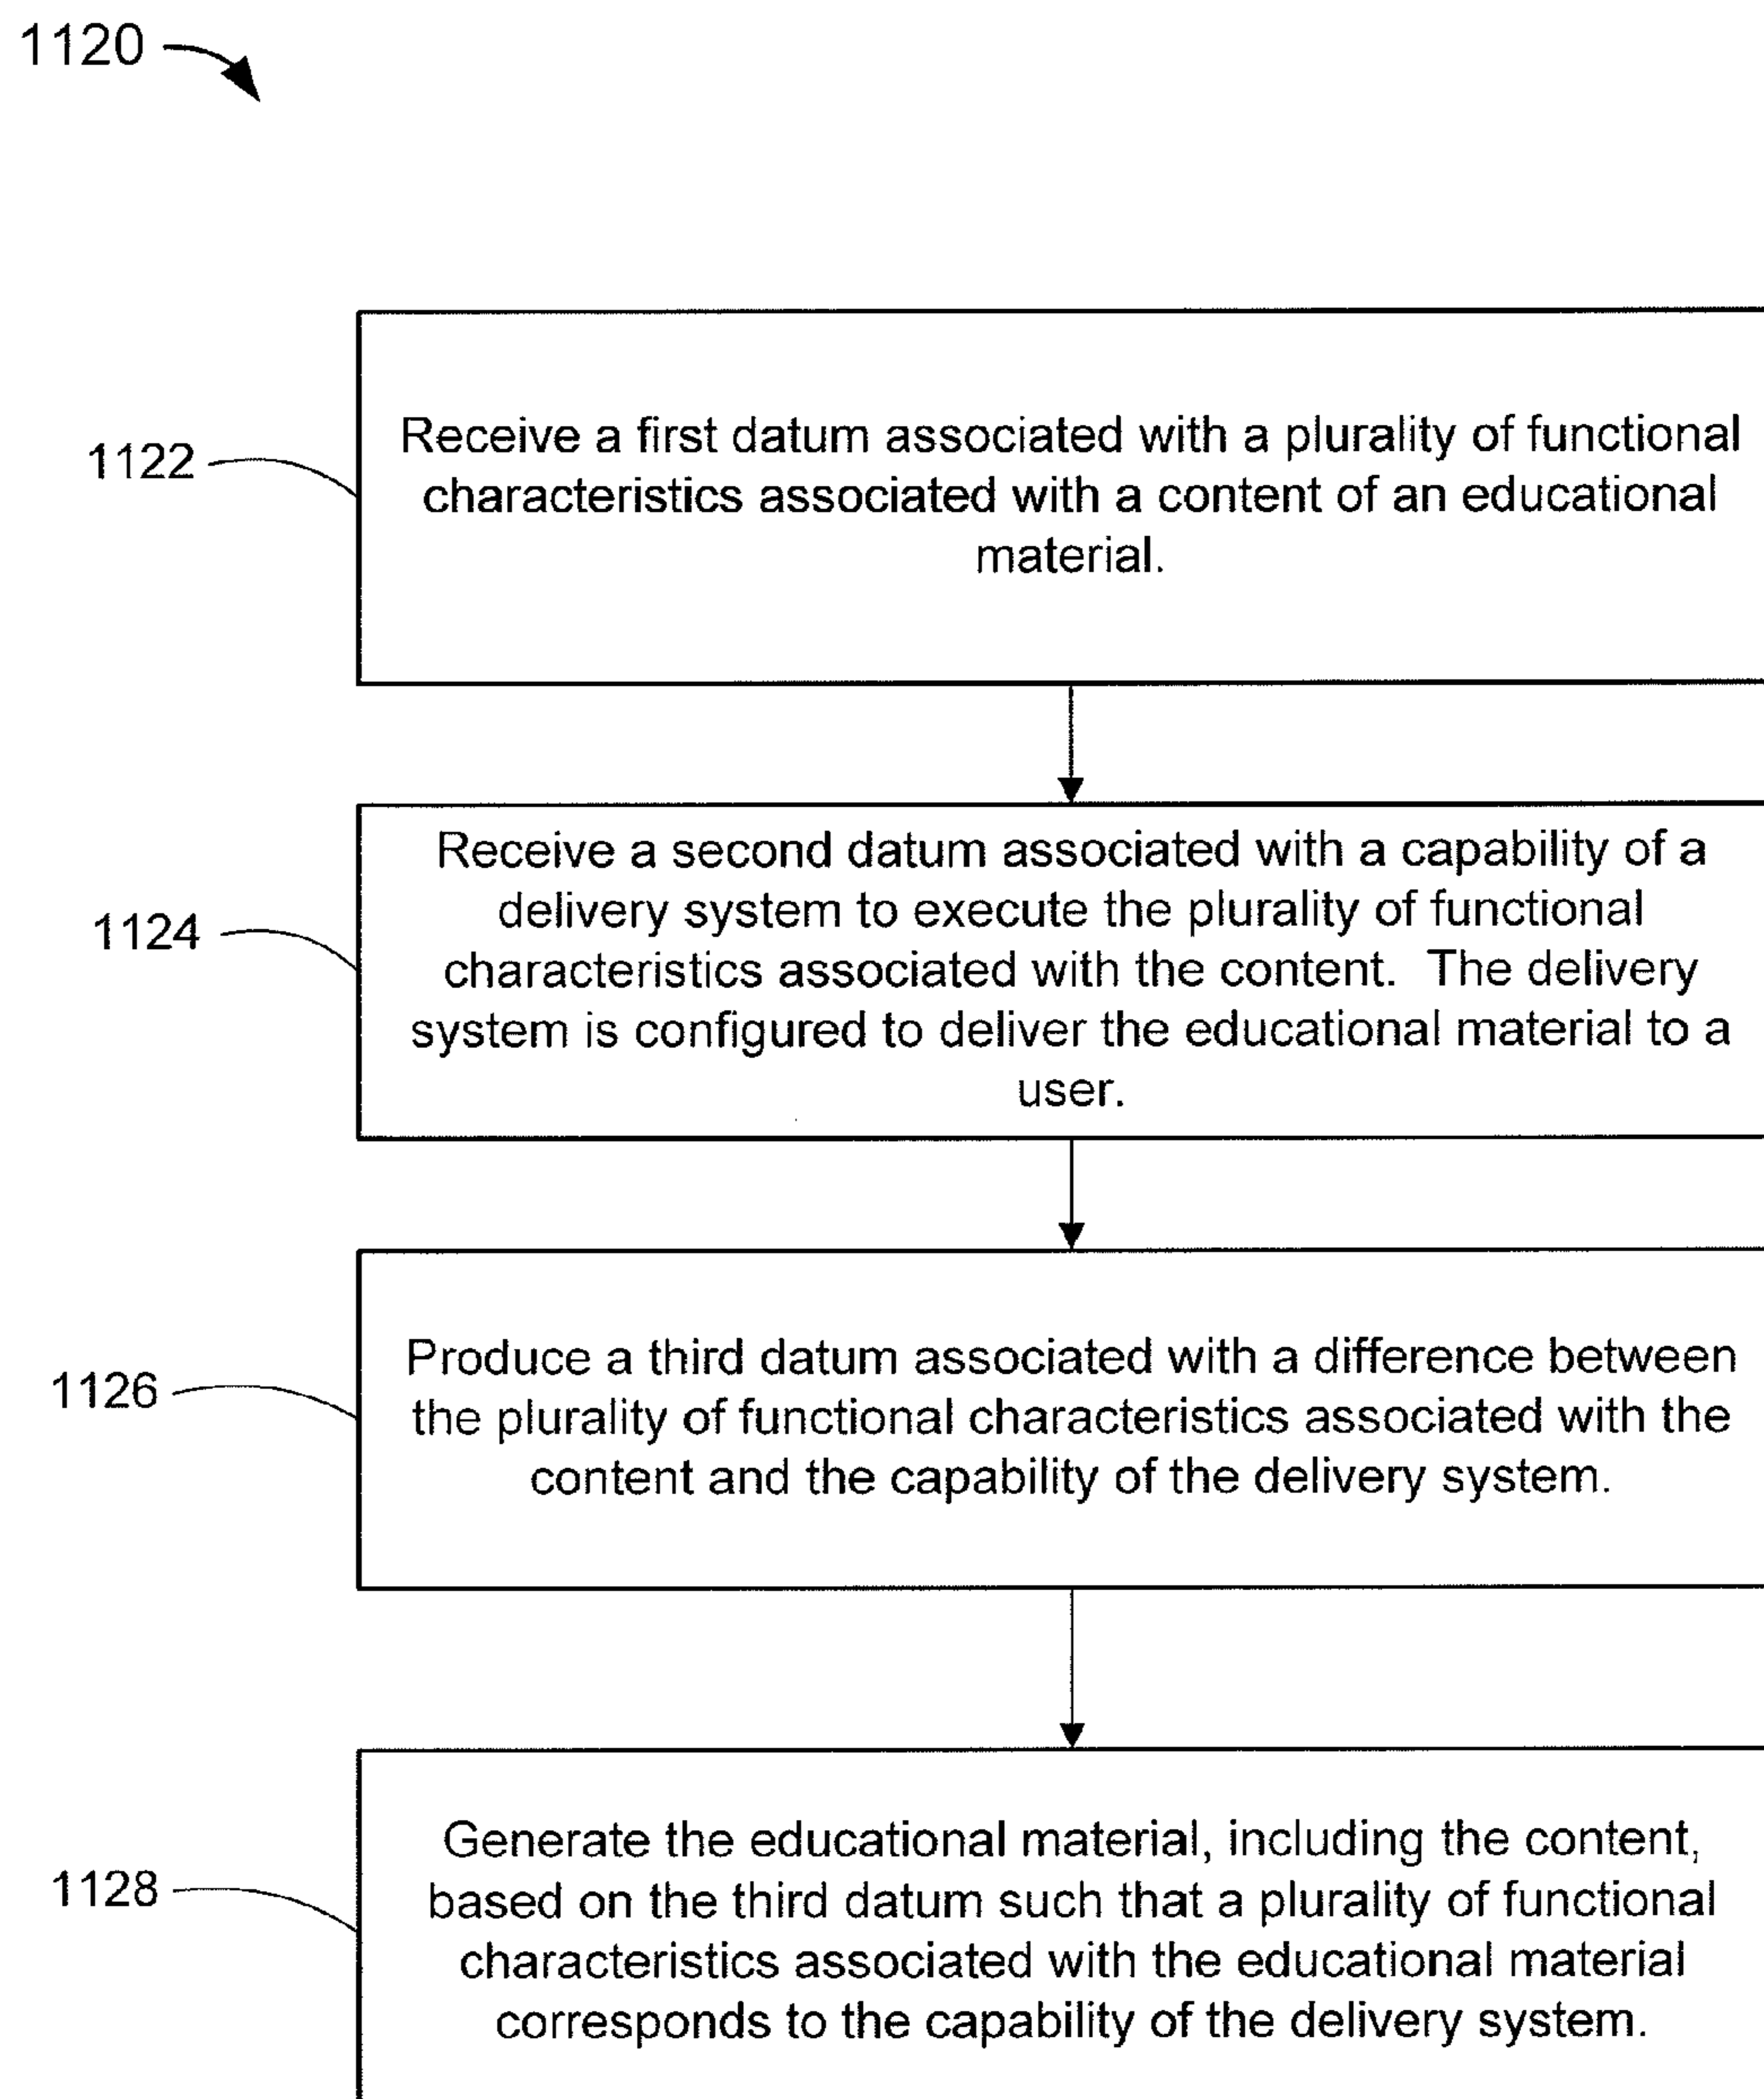 1120
Receive a first datum associated with a plurality of functional
1122
characteristics associated with a content of an educational
material.
Receive a second datum associated with a capability of a
delivery system to execute the plurality of functional
1124
characteristics associated with the content. The delivery
system is configured to deliver the educational material to a
user.
Produce a third datum associated with a difference between
1126
the plurality of functional characteristics associated with the
content and the capability of the delivery system.
Generate the educational material, including the content,
1128
based on the third datum such that a plurality of functional
characteristics associated with the educational material
corresponds to the capability of the delivery system.